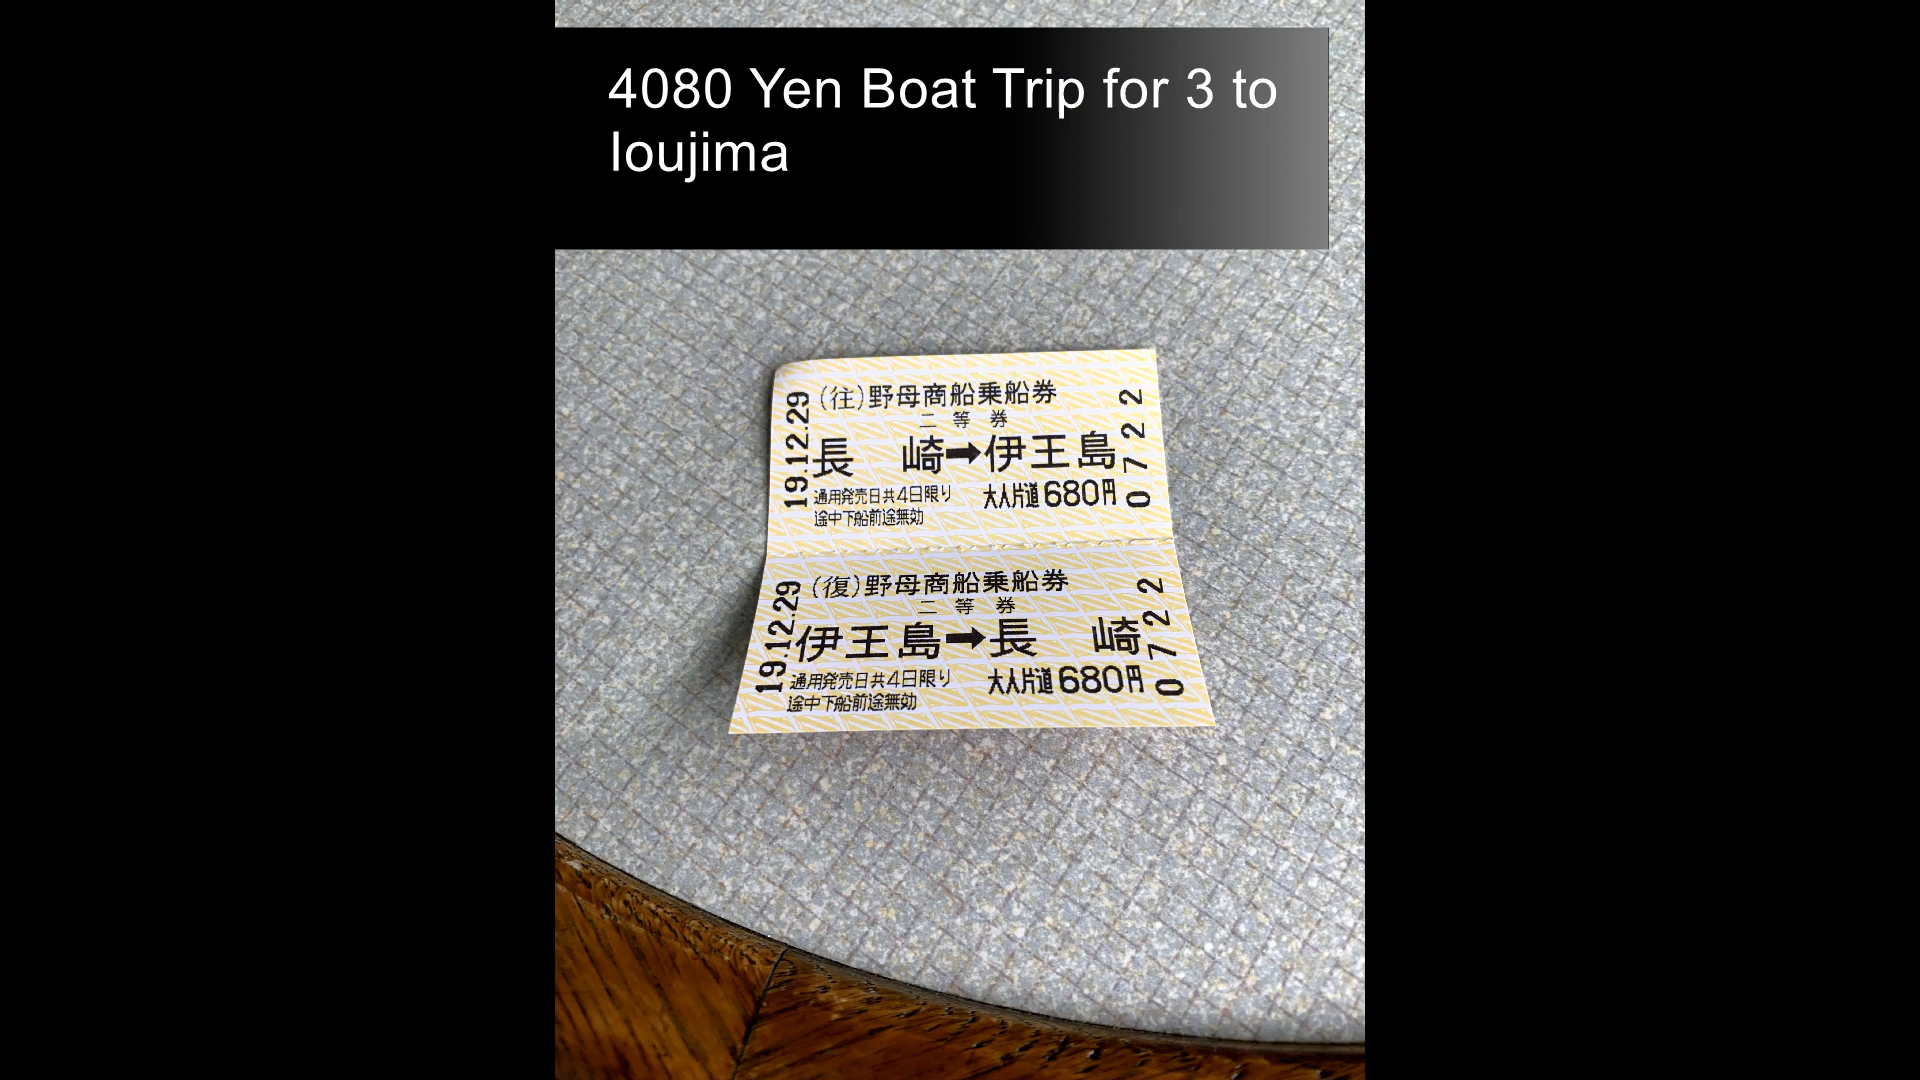 4080 Yen Boat Trip for 3 to
Ioujima
(往)野母商船乗船券
二等券
長 崎➡伊王島
通用発売日共4日限り 大人片道680円
途中下船前途無効
19.12.29
0722
(復)野母商船乗船券
二等券
伊王島➡長 崎
通用発売日共4日限り 大人片道680円
途中下船前途無効
19.12.29
0722